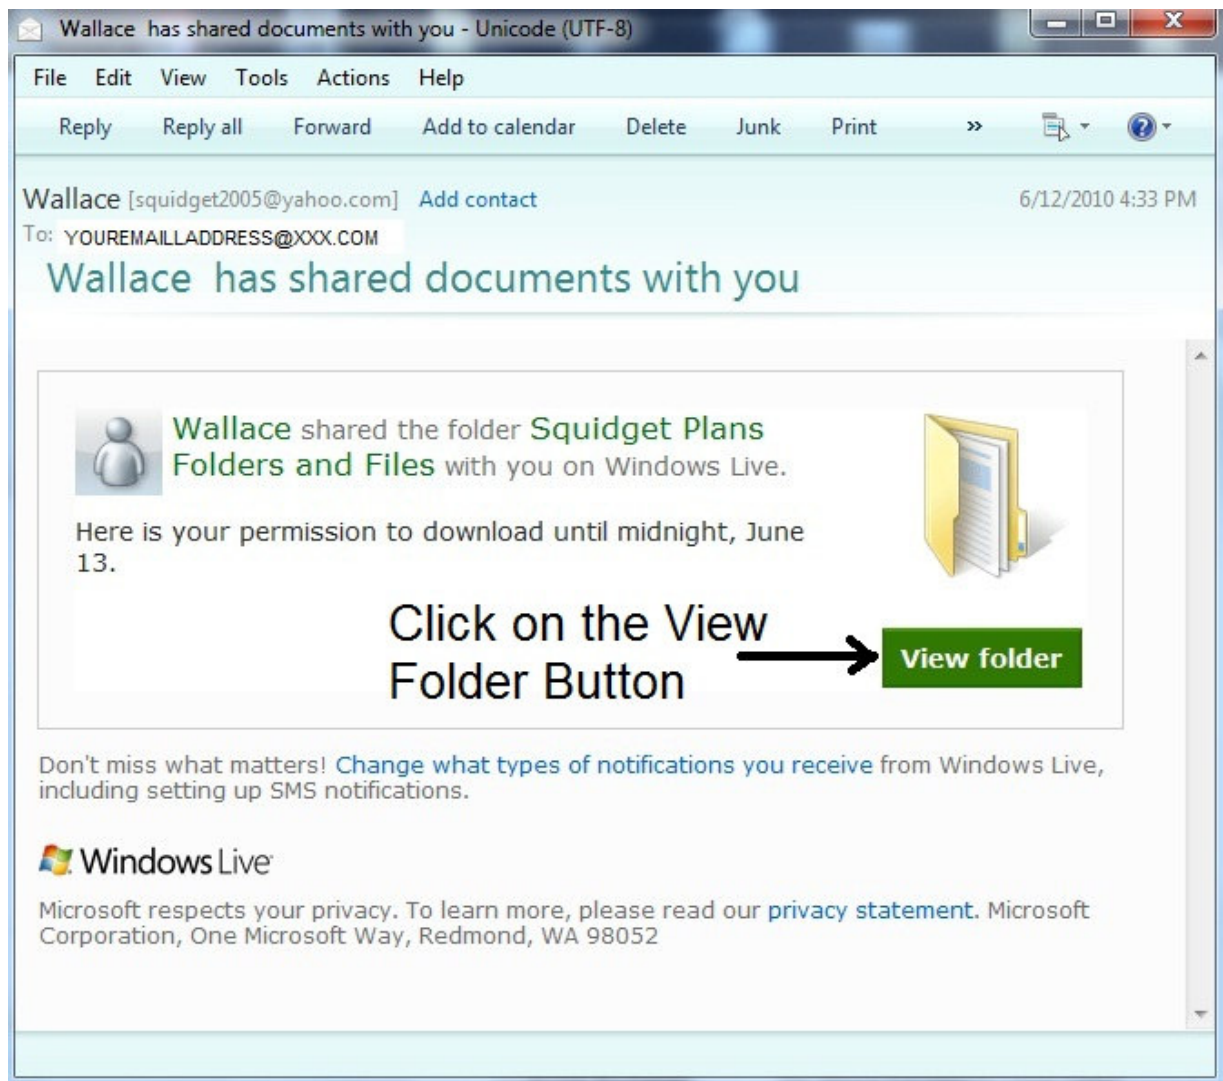 Wallace has shared documents with you - Unicode (UTF-8)
File Edit View Tools Actions Help
Reply Reply all Forward Add to calendar Delete Junk Print »
Wallace [squidget2005@yahoo.com] Add contact 6/12/2010 4:33 PM
To: YOUREMAILLADDRESS@XXX.COM
Wallace has shared documents with you
Wallace shared the folder Squidget Plans
Folders and Files with you on Windows Live.
Here is your permission to download until midnight, June
13.
Click on the View
Folder Button
View folder
Don't miss what matters! Change what types of notifications you receive from Windows Live,
including setting up SMS notifications.
Windows Live
Microsoft respects your privacy. To learn more, please read our privacy statement. Microsoft
Corporation, One Microsoft Way, Redmond, WA 98052